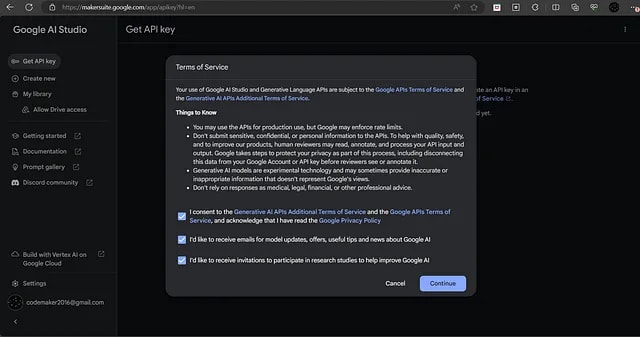 https://makersuite.google.com/app/apikey?hl=en
Google AI Studio
Get API key
Get API key
Create new
My library
Allow Drive access
Getting started
Documentation
Prompt gallery
Discord community
Build with Vertex AI on
Google Cloud
Settings
codemaker2016@gmail.com
Terms of Service
Your use of Google AI Studio and Generative Language APIs are subject to the Google APIs Terms of Service and
the Generative AI APIs Additional Terms of Service.
Things to Know
• You may use the APIs for production use, but Google may enforce rate limits.
• Don't submit sensitive, confidential, or personal information to the APIs. To help with quality, safety,
and to improve our products, human reviewers may read, annotate, and process your API input and
output. Google takes steps to protect your privacy as part of this process, including disconnecting
this data from your Google Account or API key before reviewers see or annotate it.
• Generative AI models are experimental technology and may sometimes provide inaccurate or
inappropriate information that doesn't represent Google's views.
• Don't rely on responses as medical, legal, financial, or other professional advice.
I consent to the Generative AI APIs Additional Terms of Service and the Google APIs Terms of
Service, and acknowledge that I have read the Google Privacy Policy
I'd like to receive emails for model updates, offers, useful tips and news about Google AI
I'd like to receive invitations to participate in research studies to help improve Google AI
Cancel
Continue
ate an API key in an
of Service
yet.